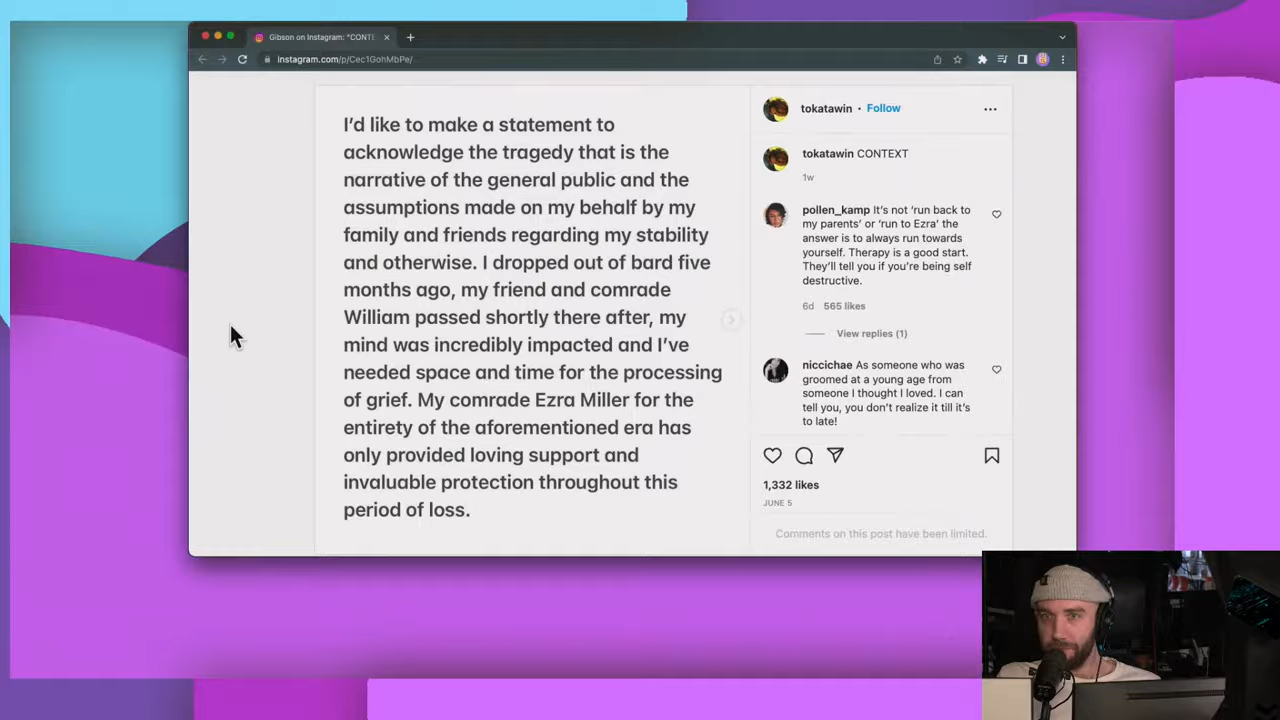 Gibson on Instagram: "CONTE
instagram.com/p/Cec1GohMbPe/
I'd like to make a statement to
acknowledge the tragedy that is the
narrative of the general public and the
assumptions made on my behalf by my
family and friends regarding my stability
and otherwise. I dropped out of bard five
months ago, my friend and comrade
William passed shortly there after, my
mind was incredibly impacted and I've
needed space and time for the processing
of grief. My comrade Ezra Miller for the
entirety of the aforementioned era has
only provided loving support and
invaluable protection throughout this
period of loss.
tokatawin • Follow
tokatawin CONTEXT
1w
pollen_kamp It's not 'run back to
my parents' or 'run to Ezra' the
answer is to always run towards
yourself. Therapy is a good start.
They'll tell you if you're being self
destructive.
6d 565 likes
View replies (1)
niccichae As someone who was
groomed at a young age from
someone I thought I loved. I can
tell you, you don't realize it till it's
to late!
1,332 likes
JUNE 5
Comments on this post have been limited.